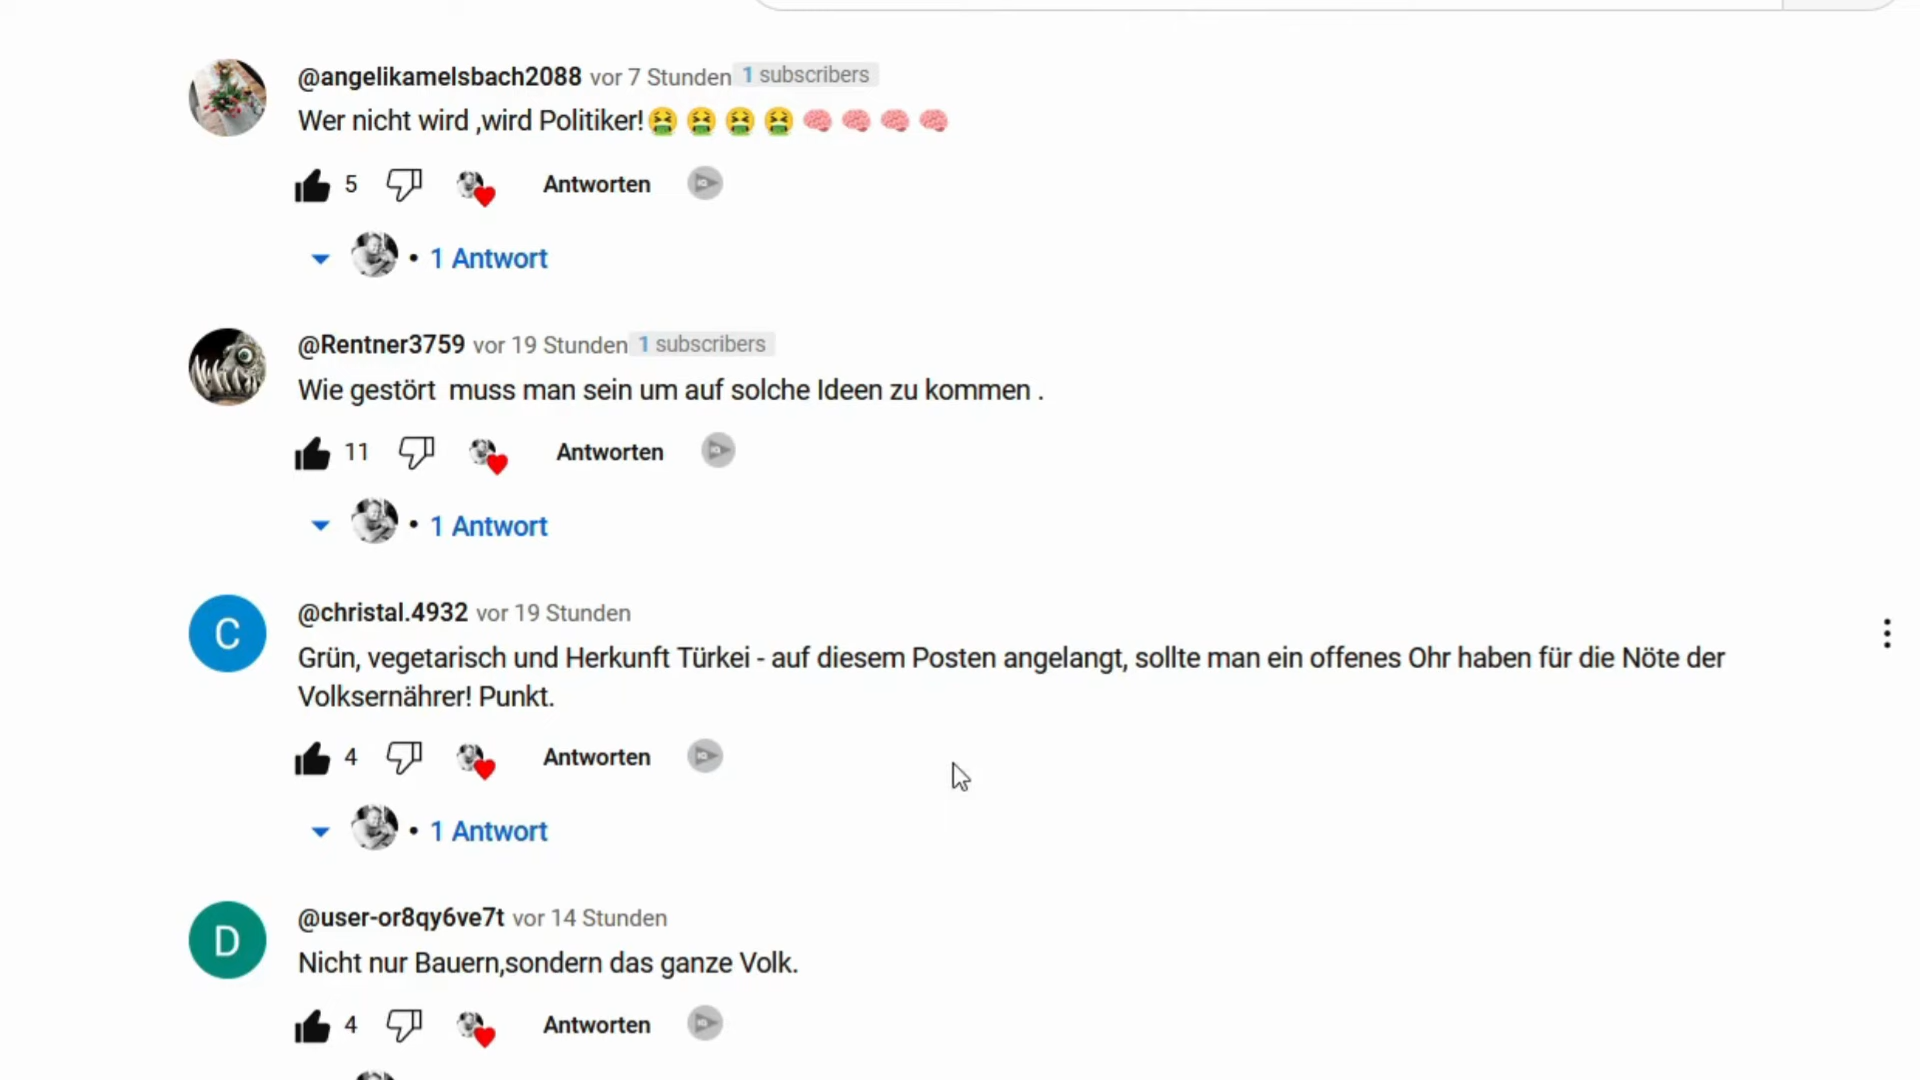 @angelikamelsbach2088 vor 7 Stunden 1 subscribers
Wer nicht wird ,wird Politiker!🤮 🤮 🤮 🤮 🧠 🧠 🧠 🧠
5 Antworten
1 Antwort
@Rentner3759 vor 19 Stunden 1 subscribers
Wie gestört  muss man sein um auf solche Ideen zu kommen .
11 Antworten
1 Antwort
C
@christal.4932 vor 19 Stunden
Grün, vegetarisch und Herkunft Türkei - auf diesem Posten angelangt, sollte man ein offenes Ohr haben für die Nöte der
Volksernährer! Punkt.
4 Antworten
1 Antwort
D
@user-or8qy6ve7t vor 14 Stunden
Nicht nur Bauern,sondern das ganze Volk.
4 Antworten